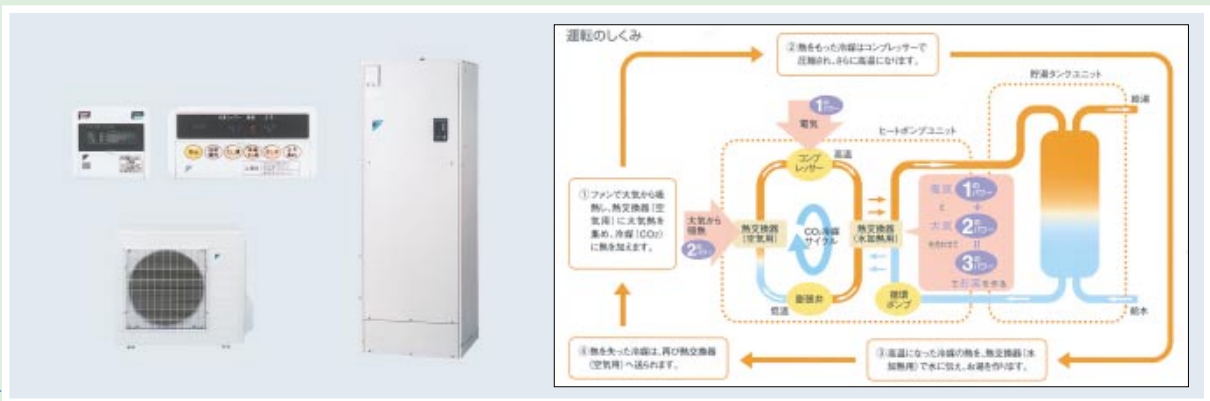 運転のしくみ
②熱をもった冷媒はコンプレッサーで
圧縮され、さらに高温になります。
貯湯タンクユニット
給湯
1のパワー
電気
ヒートポンプユニット
コンプ
レッサー
高温
①ファンで大気から吸
熱し、熱交換器（空
気用）に大気熱を
集め、冷媒（CO₂）
に熱を加えます。
大気から
吸熱
2のパワー
熱交換器
（空気用）
CO₂冷媒
サイクル
熱交換器
（水加熱用）
電気 1のパワー
と +
大気 2のパワー
を合わせて =
3のパワー
で貯湯を作る
膨張弁
低温
循環
ポンプ
給水
④熱を失った冷媒は、再び熱交換器
（空気用）へ送られます。
③高温になった冷媒の熱を、熱交換器（水
加熱用）で水に伝え、お湯を作ります。